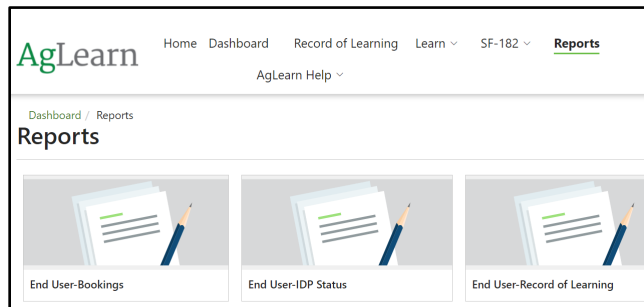 AgLearn
Home Dashboard Record of Learning Learn SF-182 Reports
AgLearn Help
Dashboard / Reports
Reports
End User-Bookings
End User-IDP Status
End User-Record of Learning